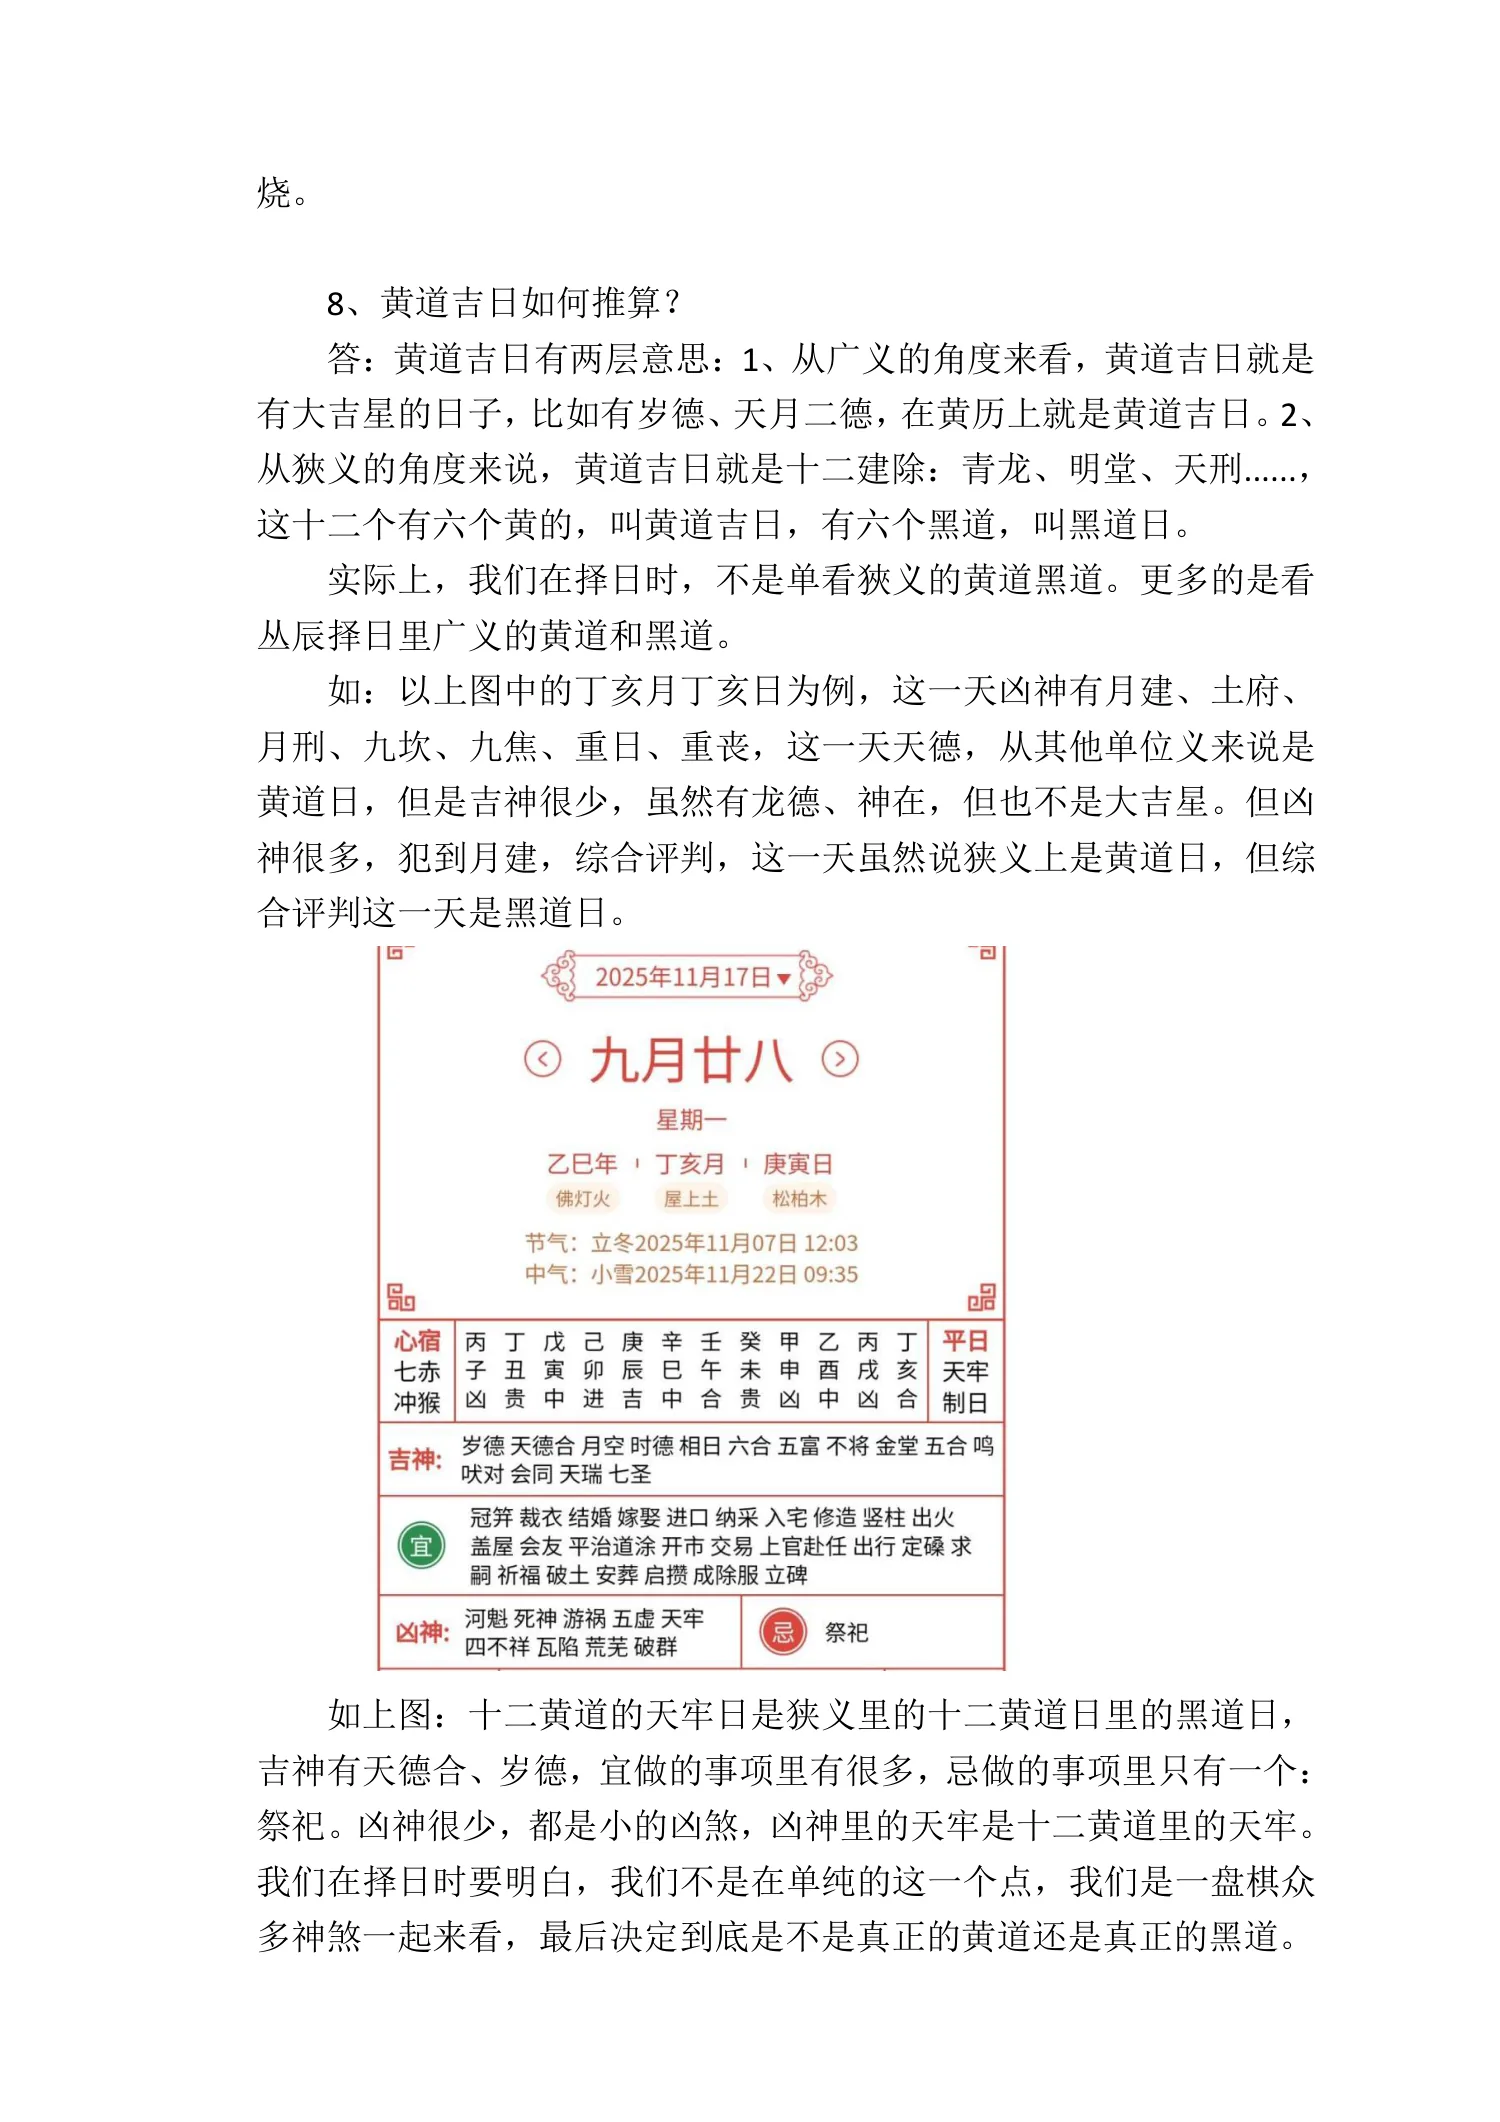 烧。
8、黄道吉日如何推算？
答：黄道吉日有两层意思：1、从广义的角度来看，黄道吉日就是
有大吉星的日子，比如有岁德、天月二德，在黄历上就是黄道吉日。2、
从狭义的角度来说，黄道吉日就是十二建除：青龙、明堂、天刑......，
这十二个有六个黄的，叫黄道吉日，有六个黑道，叫黑道日。
实际上，我们在择日时，不是单看狭义的黄道黑道。更多的是看
丛辰择日里广义的黄道和黑道。
如：以上图中的丁亥月丁亥日为例，这一天凶神有月建、土府、
月刑、九坎、九焦、重日、重丧，这一天天德，从其他单位义来说是
黄道日，但是吉神很少，虽然有龙德、神在，但也不是大吉星。但凶
神很多，犯到月建，综合评判，这一天虽然说狭义上是黄道日，但综
合评判这一天是黑道日。
2025年11月17日▼
九月廿八
星期一
乙巳年 丁亥月 庚寅日
佛灯火 屋上土 松柏木
节气：立冬2025年11月07日 12:03
中气：小雪2025年11月22日 09:35
心宿 丙 丁 戊 己 庚 辛 壬 癸 甲 乙 丙 丁 平日
七赤 子 丑 寅 卯 辰 巳 午 未 申 酉 戌 亥 天牢
冲猴 凶 贵 中 进 吉 中 合 贵 凶 中 凶 合 制日
吉神: 岁德 天德合 月空 时德 相日 六合 五富 不将 金堂 五合 鸣
吠对 会同 天瑞 七圣
宜 冠笄 裁衣 结婚 嫁娶 进口 纳采 入宅 修造 竖柱 出火
盖屋 会友 平治道涂 开市 交易 上官赴任 出行 定磉 求
嗣 祈福 破土 安葬 启攒 成除服 立碑
凶神: 河魁 死神 游祸 五虚 天牢
四不祥 瓦陷 荒芜 破群
忌 祭祀
如上图：十二黄道的天牢日是狭义里的十二黄道日里的黑道日，
吉神有天德合、岁德，宜做的事项里有很多，忌做的事项里只有一个：
祭祀。凶神很少，都是小的凶煞，凶神里的天牢是十二黄道里的天牢。
我们在择日时要明白，我们不是在单纯的这一个点，我们是一盘棋众
多神煞一起来看，最后决定到底是不是真正的黄道还是真正的黑道。